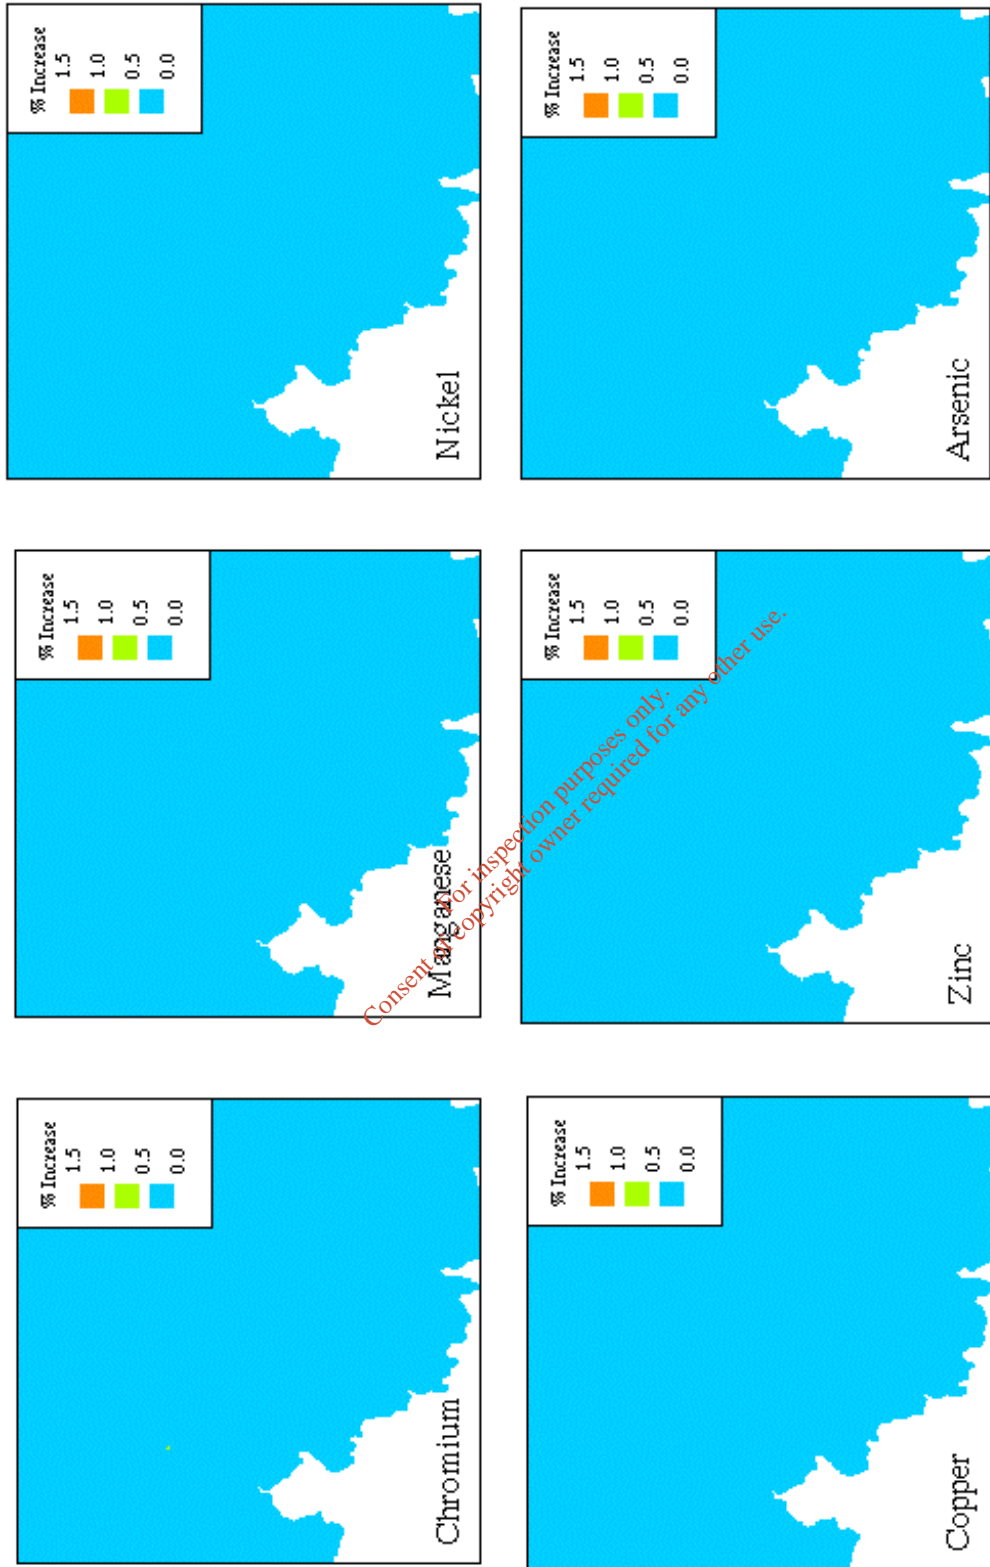 % Increase
1.5
1.0
0.5
0.0
Chromium
% Increase
1.5
1.0
0.5
0.0
Manganese
% Increase
1.5
1.0
0.5
0.0
Nickel
% Increase
1.5
1.0
0.5
0.0
Copper
% Increase
1.5
1.0
0.5
0.0
Zinc
% Increase
1.5
1.0
0.5
0.0
Arsenic
For inspection purposes only.
Consent of copyright owner required for any other use.